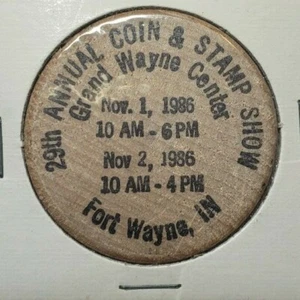 29th ANNUAL COIN & STAMP SHOW
Grand Wayne Center
Nov. 1, 1986
10 AM - 6 PM
Nov 2, 1986
10 AM - 4 PM
Fort Wayne, IN